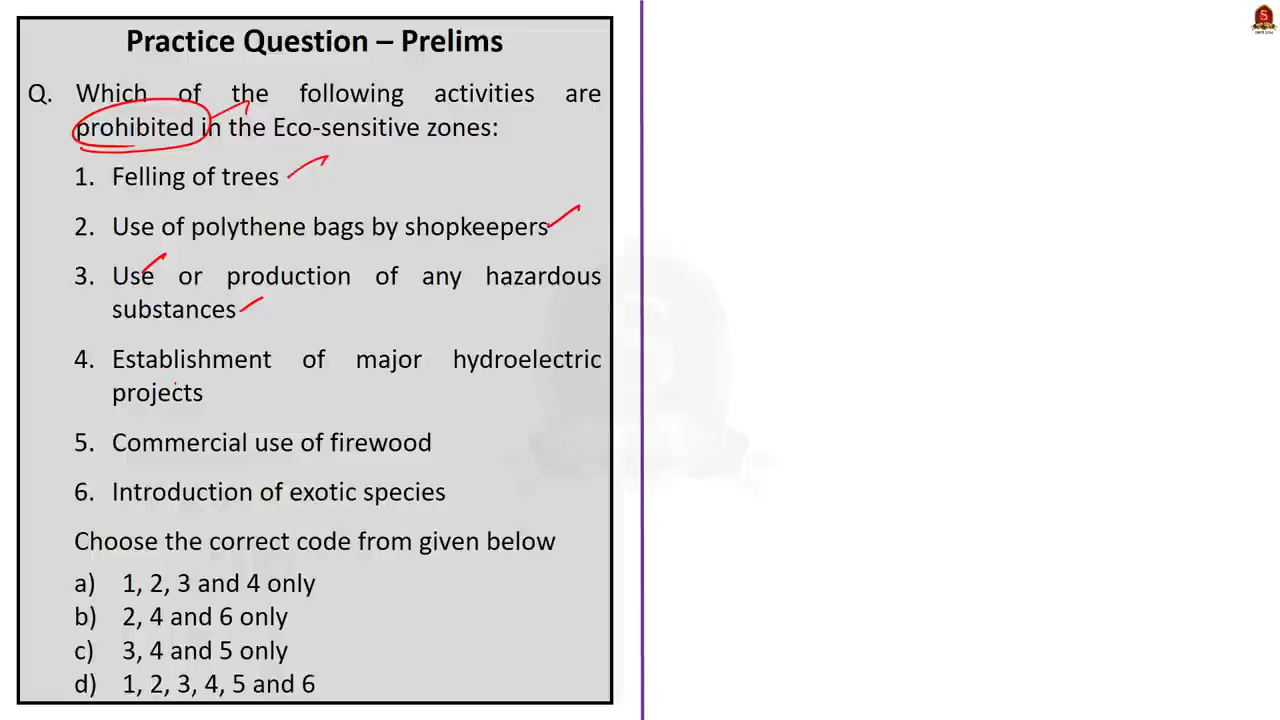 Practice Question – Prelims
Q. Which of the following activities are
prohibited in the Eco-sensitive zones:
1. Felling of trees
2. Use of polythene bags by shopkeepers
3. Use or production of any hazardous
substances
4. Establishment of major hydroelectric
projects
5. Commercial use of firewood
6. Introduction of exotic species
Choose the correct code from given below
a) 1, 2, 3 and 4 only
b) 2, 4 and 6 only
c) 3, 4 and 5 only
d) 1, 2, 3, 4, 5 and 6
S